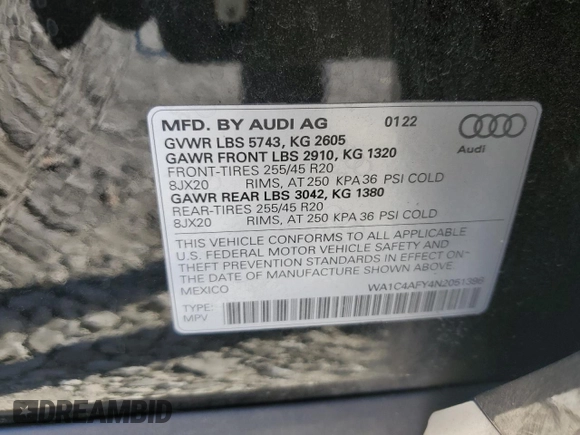 MFD. BY AUDI AG 01 22
GVWR LBS 5743, KG 2605
GAWR FRONT LBS 2910, KG 1320
FRONT-TIRES 255/45 R20
8JX20 RIMS, AT 250 KPA 36 PSI COLD
GAWR REAR LBS 3042, KG 1380
REAR-TIRES 255/45 R20
8JX20 RIMS, AT 250 KPA 36 PSI COLD
Audi
THIS VEHICLE CONFORMS TO ALL APPLICABLE
U.S. FEDERAL MOTOR VEHICLE SAFETY AND
THEFT PREVENTION STANDARDS IN EFFECT ON
THE DATE OF MANUFACTURE SHOWN ABOVE
MEXICO
WA1C4AFY4N2051386
TYPE:
MPV
DREAMBID